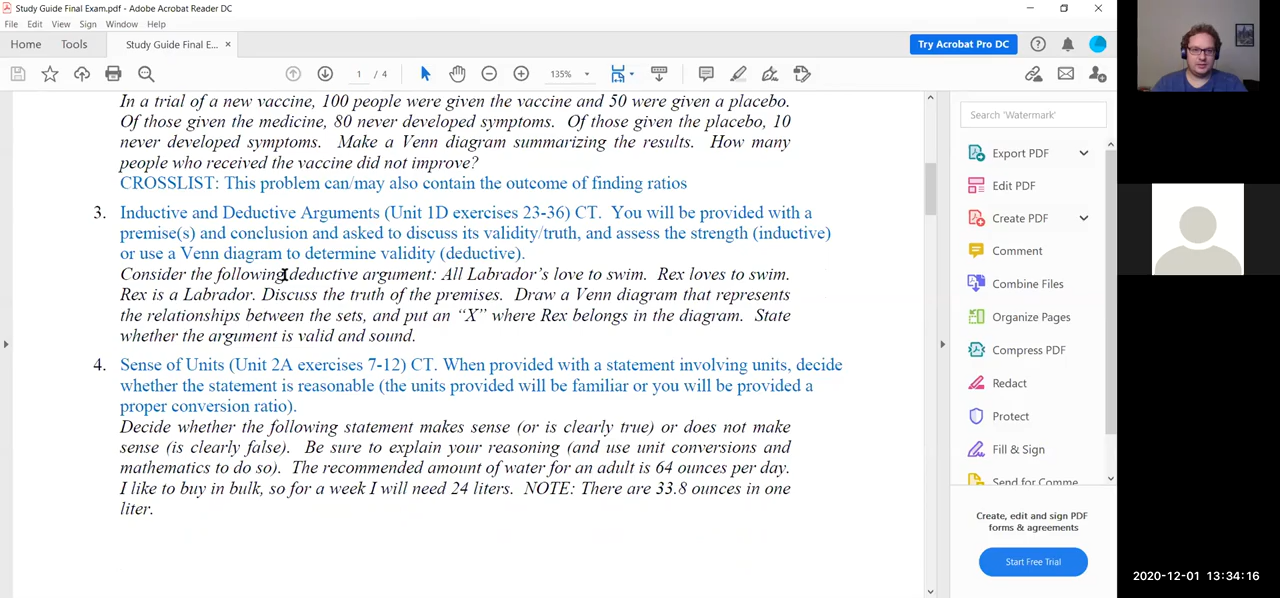 Study Guide Final Exam.pdf - Adobe Acrobat Reader DC
File Edit View Sign Window Help
Home Tools Study Guide Final E... × Try Acrobat Pro DC
1 / 4 135%
In a trial of a new vaccine, 100 people were given the vaccine and 50 were given a placebo.
Of those given the medicine, 80 never developed symptoms. Of those given the placebo, 10
never developed symptoms. Make a Venn diagram summarizing the results. How many
people who received the vaccine did not improve?
CROSSLIST: This problem can/may also contain the outcome of finding ratios
3. Inductive and Deductive Arguments (Unit 1D exercises 23-36) CT. You will be provided with a
premise(s) and conclusion and asked to discuss its validity/truth, and assess the strength (inductive)
or use a Venn diagram to determine validity (deductive).
Consider the following deductive argument: All Labrador's love to swim. Rex loves to swim.
Rex is a Labrador. Discuss the truth of the premises. Draw a Venn diagram that represents
the relationships between the sets, and put an "X" where Rex belongs in the diagram. State
whether the argument is valid and sound.
4. Sense of Units (Unit 2A exercises 7-12) CT. When provided with a statement involving units, decide
whether the statement is reasonable (the units provided will be familiar or you will be provided a
proper conversion ratio).
Decide whether the following statement makes sense (or is clearly true) or does not make
sense (is clearly false). Be sure to explain your reasoning (and use unit conversions and
mathematics to do so). The recommended amount of water for an adult is 64 ounces per day.
I like to buy in bulk, so for a week I will need 24 liters. NOTE: There are 33.8 ounces in one
liter.
Search 'Watermark'
Export PDF
Edit PDF
Create PDF
Comment
Combine Files
Organize Pages
Compress PDF
Redact
Protect
Fill & Sign
Send for Comme
Create, edit and sign PDF
forms & agreements
Start Free Trial
2020-12-01 13:34:16